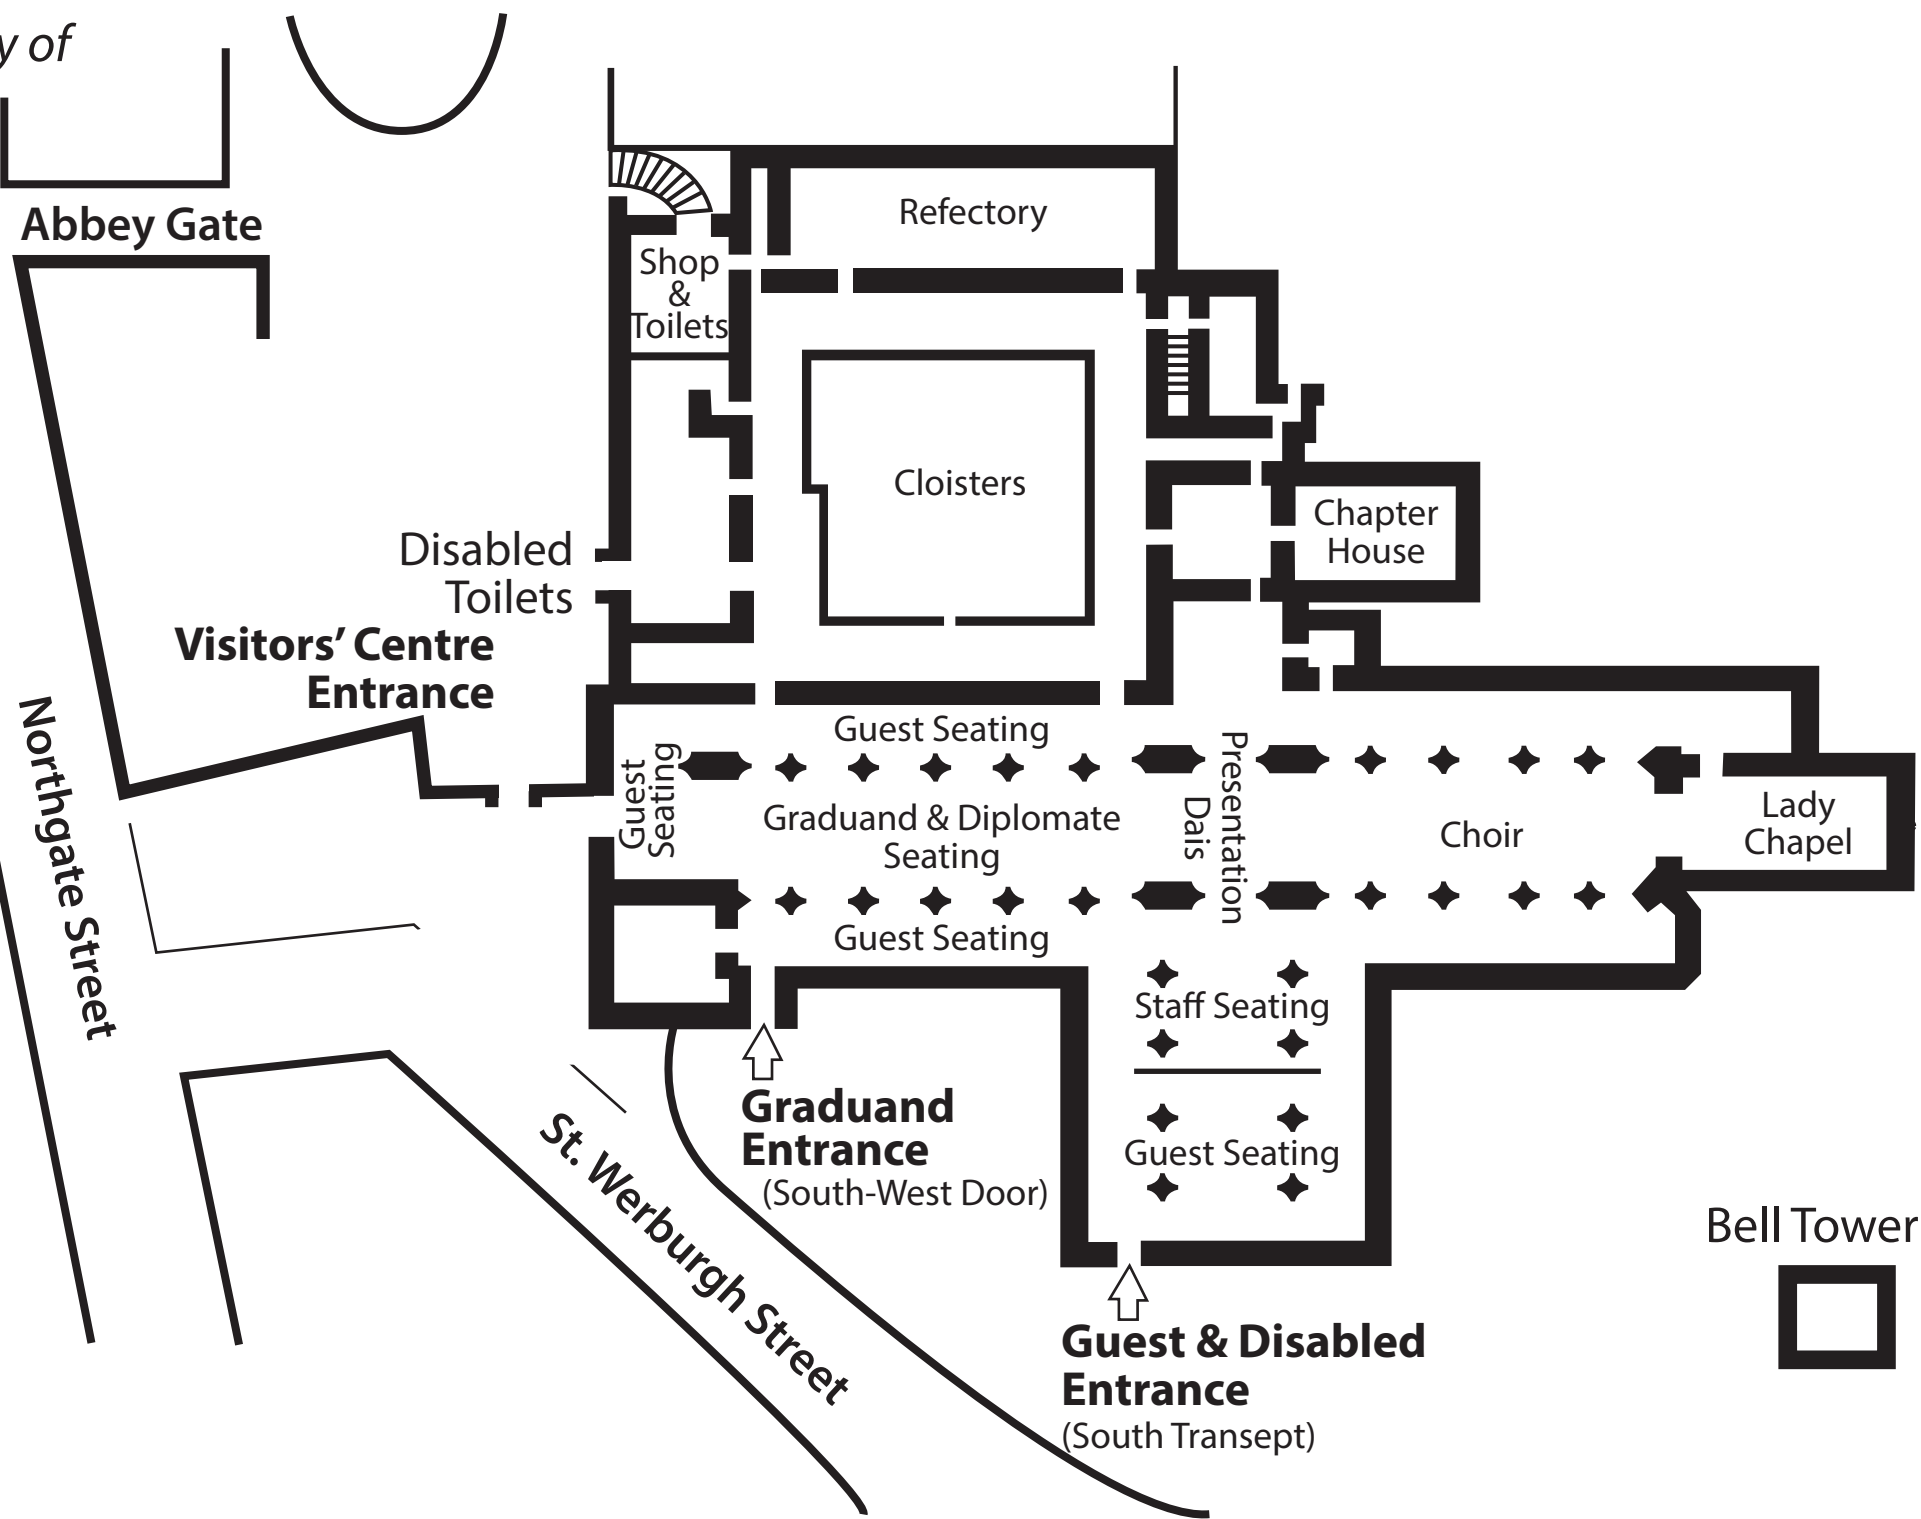 y of
Abbey Gate
Refectory
Shop
&
Toilets
Cloisters
Chapter
House
Disabled
Toilets
Visitors’ Centre
Entrance
Northgate Street
Guest Seating
Guest
Seating
Graduand & Diplomate
Seating
Presentation
Dais
Choir
Lady
Chapel
Guest Seating
Staff Seating
Graduand
Entrance
(South-West Door)
Guest Seating
St. Werburgh Street
Bell Tower
Guest & Disabled
Entrance
(South Transept)